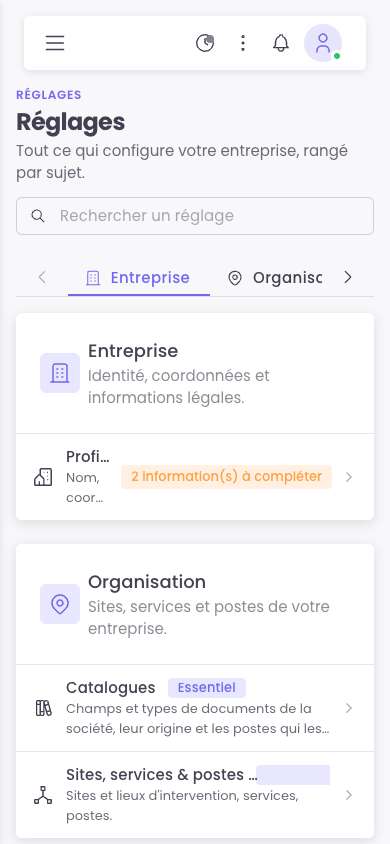 RÉGLAGES
Réglages
Tout ce qui configure votre entreprise, rangé
par sujet.
Rechercher un réglage
Entreprise
Organisc
Entreprise
Identité, coordonnées et
informations légales.
Profi...
Nom,
coor...
2 information(s) à compléter
Organisation
Sites, services et postes de votre
entreprise.
Catalogues Essentiel
Champs et types de documents de la
société, leur origine et les postes qui les...
Sites, services & postes ...
Sites et lieux d'intervention, services,
postes.